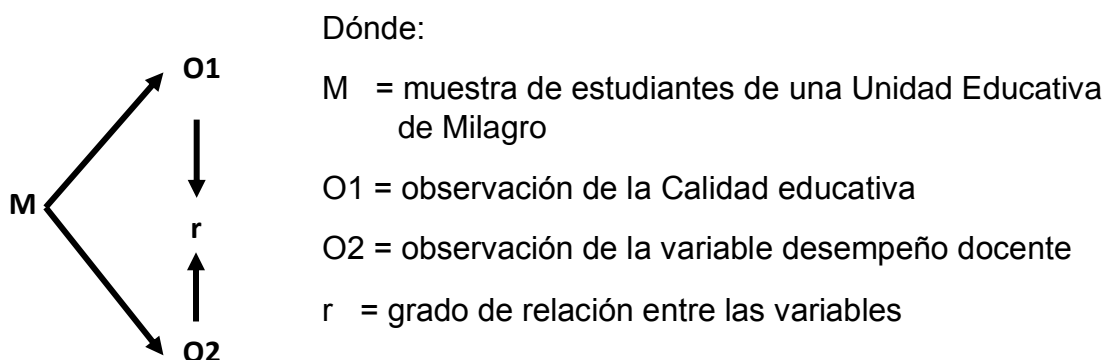 O1
M
r
O2
Dónde:
M = muestra de estudiantes de una Unidad Educativa
de Milagro
O1 = observación de la Calidad educativa
O2 = observación de la variable desempeño docente
r = grado de relación entre las variables